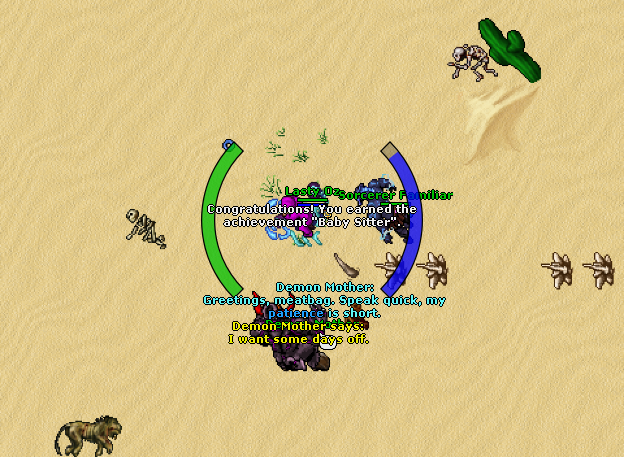 Lasty Oz
Sorcerer Familiar
Congratulations! You earned the
achievement "Baby Sitter".
Demon Mother:
Greetings, meatbag. Speak quick, my
patience is short.
Demon Mother says:
I want some days off.